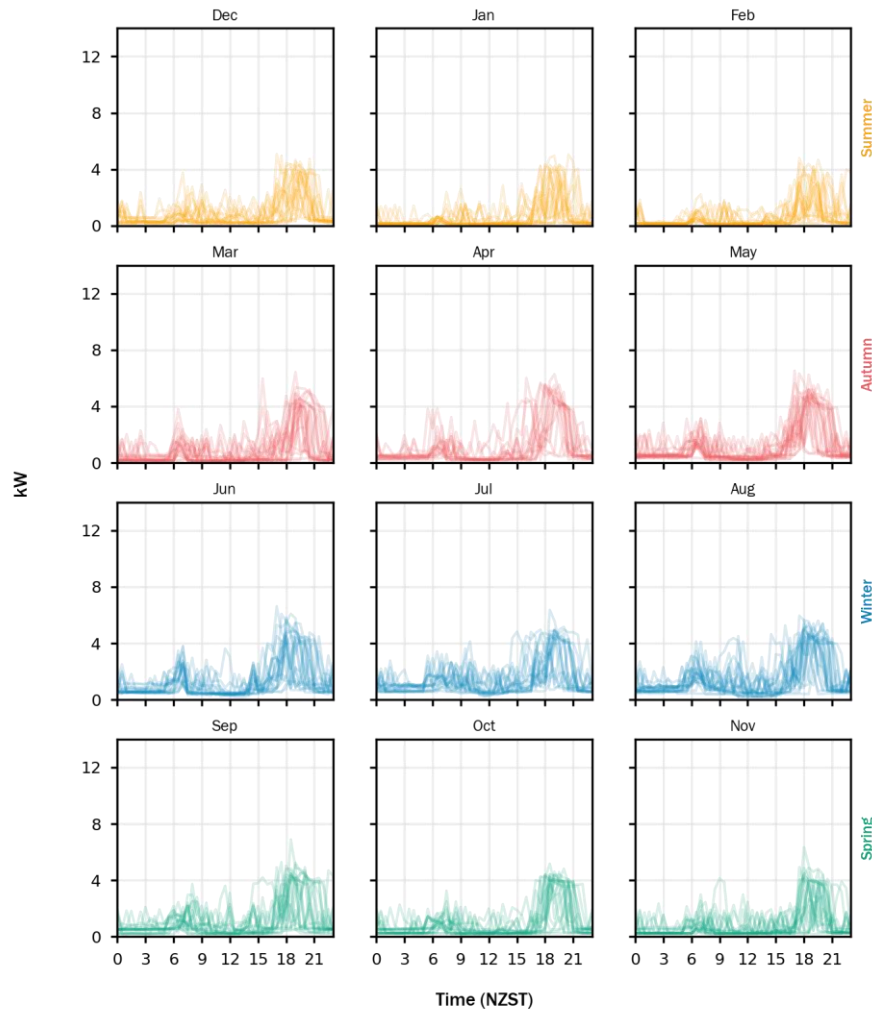 Dec Jan Feb
12
8
4
0
Summer
Mar Apr May
12
8
4
0
Autumn
kW
Jun Jul Aug
12
8
4
0
Winter
Sep Oct Nov
12
8
4
0
Spring
0 3 6 9 12 15 18 21 0 3 6 9 12 15 18 21 0 3 6 9 12 15 18 21
Time (NZST)